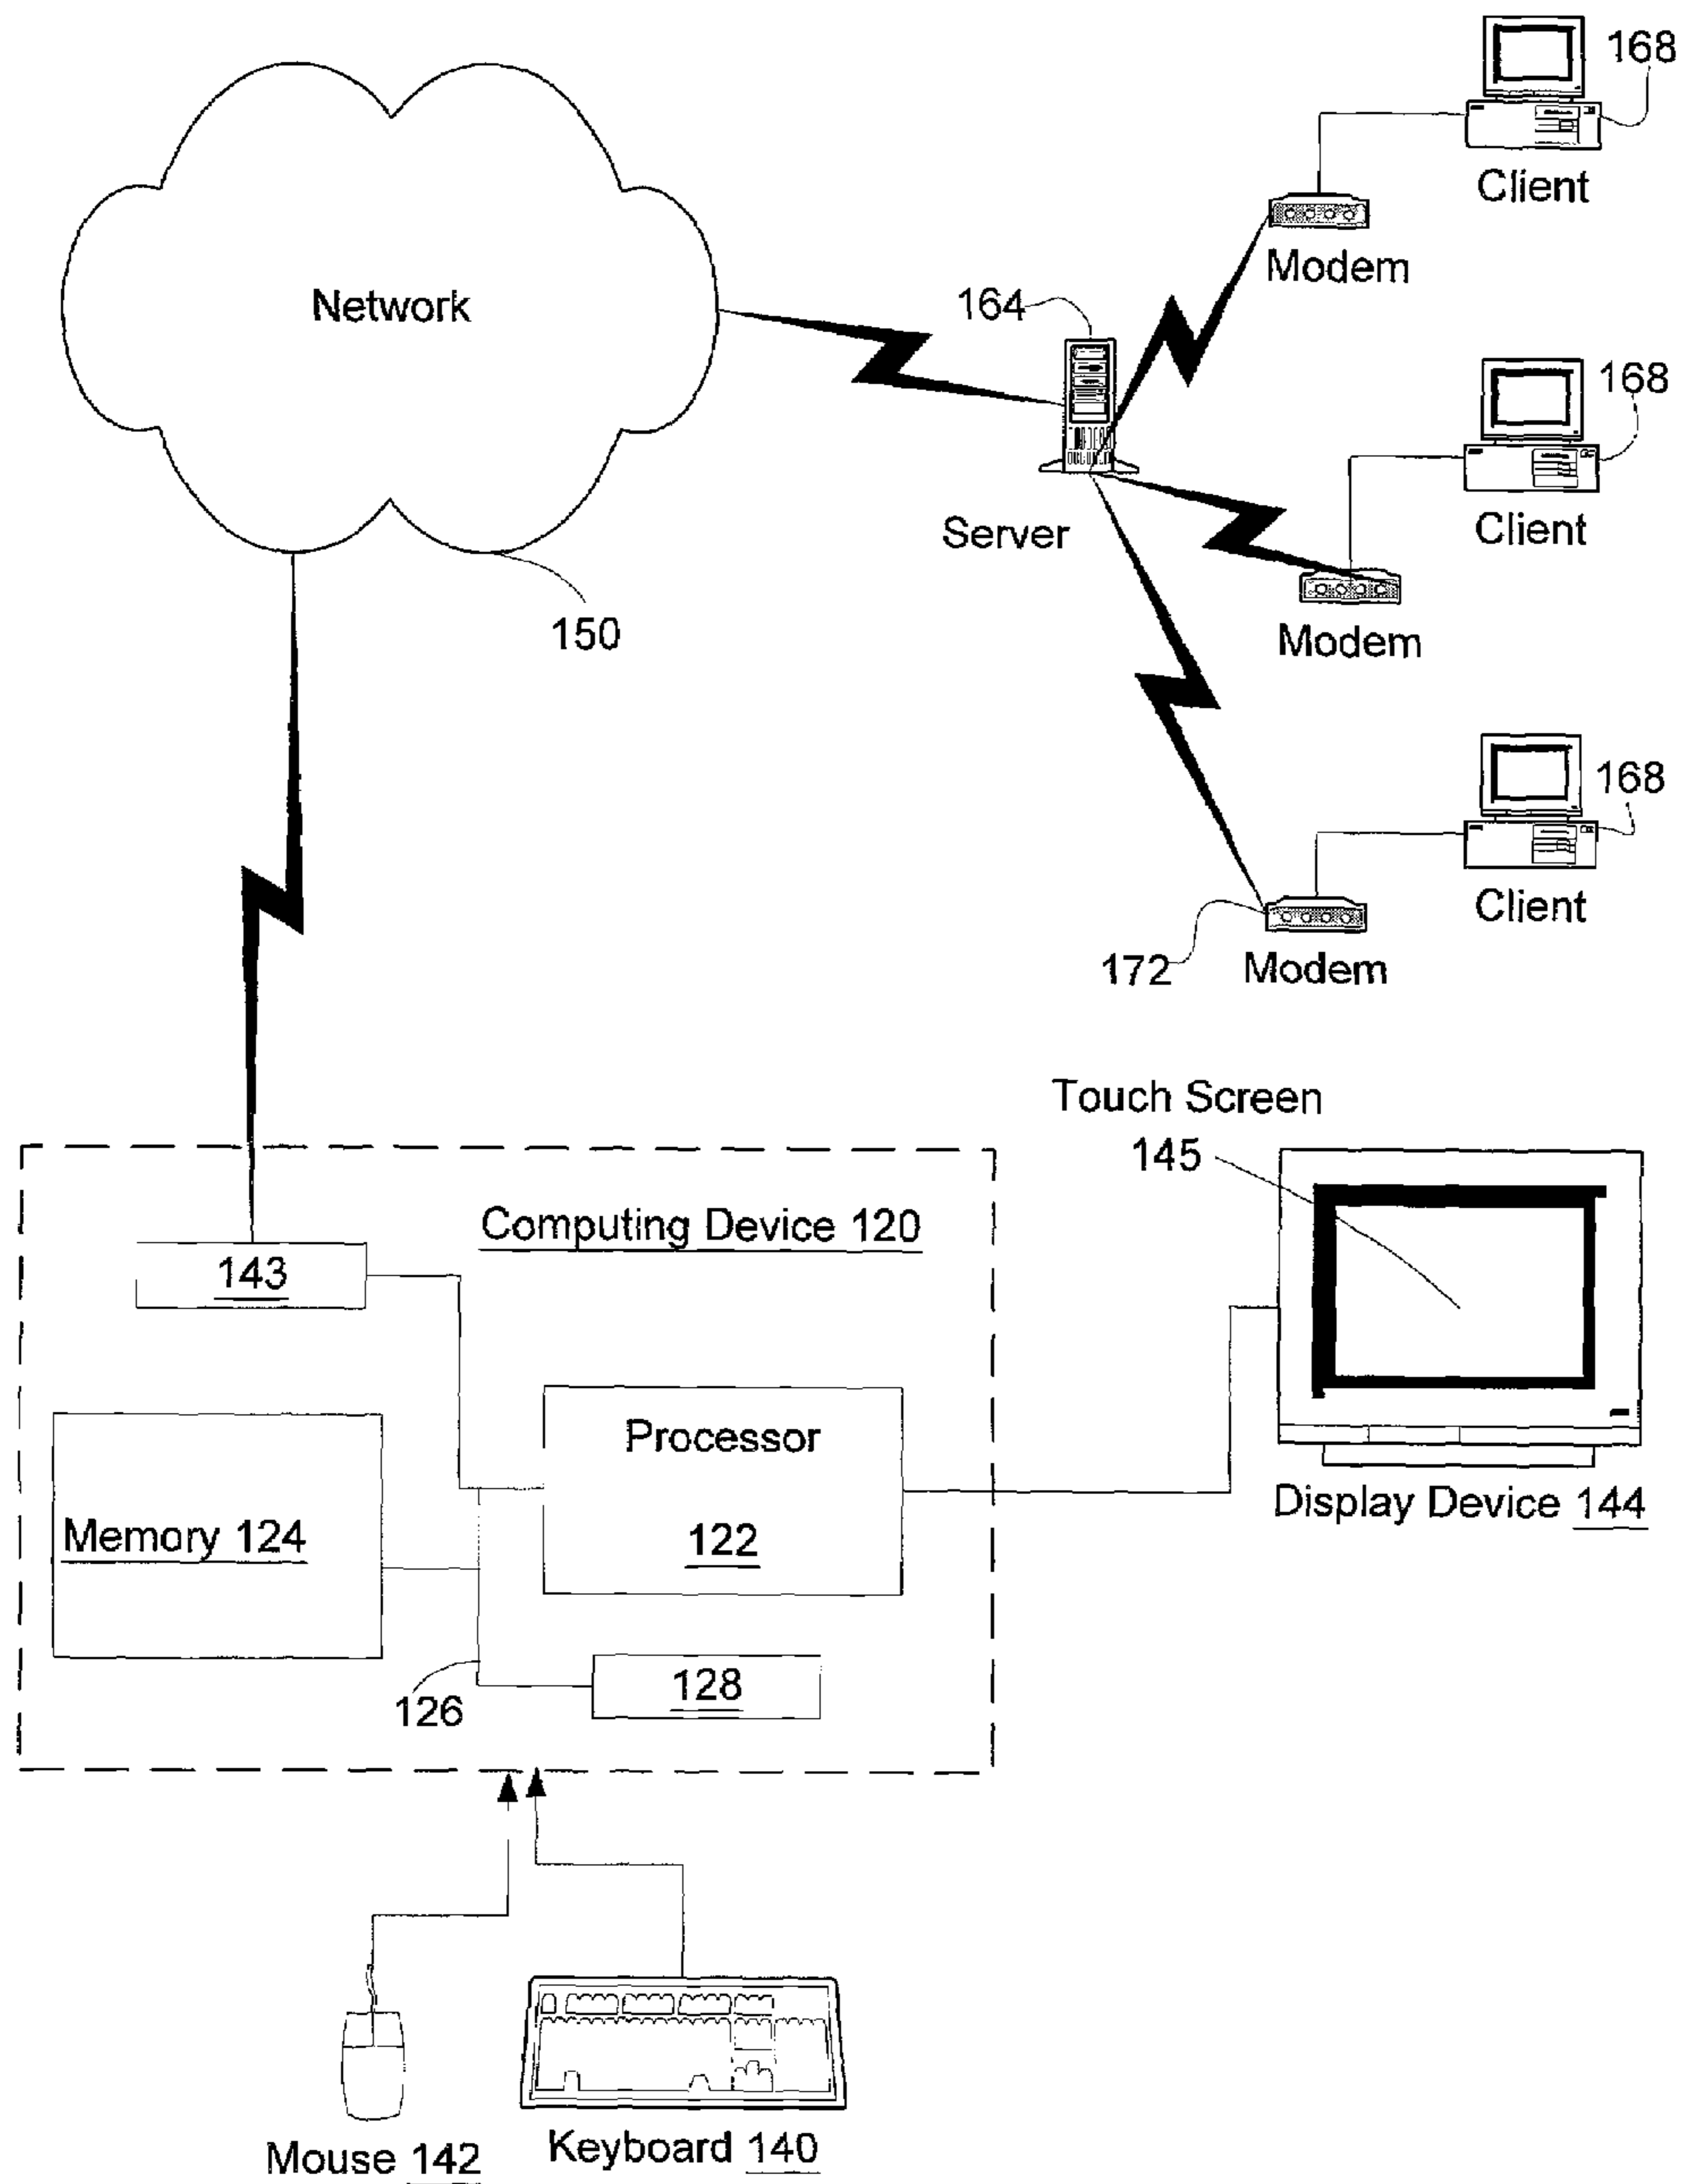 168
Client
Modem
Network
164
168
Server
Client
150
Modem
168
Client
172
Modem
Touch Screen
145
Computing Device 120
143
Processor
Memory 124
122
Display Device 144
128
126
Mouse 142
Keyboard 140